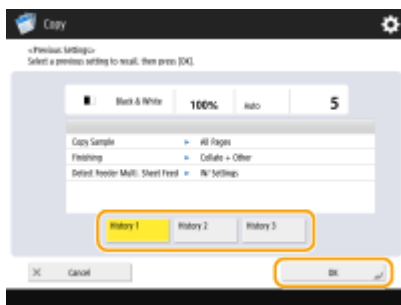 Copy
<Previous Settings>
Select a previous setting to recall, then press [OK].
Black & White 100% Auto 5
Copy Sample ► All Pages
Finishing ► Collate + Other
Detect Feeder Multi. Sheet Feed ► W/ Settings
History 1 History 2 History 3
× Cancel OK